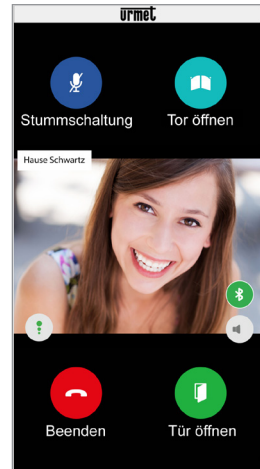 urmet
Stummschaltung
Tor öffnen
Hause Schwartz
Beenden
Tür öffnen